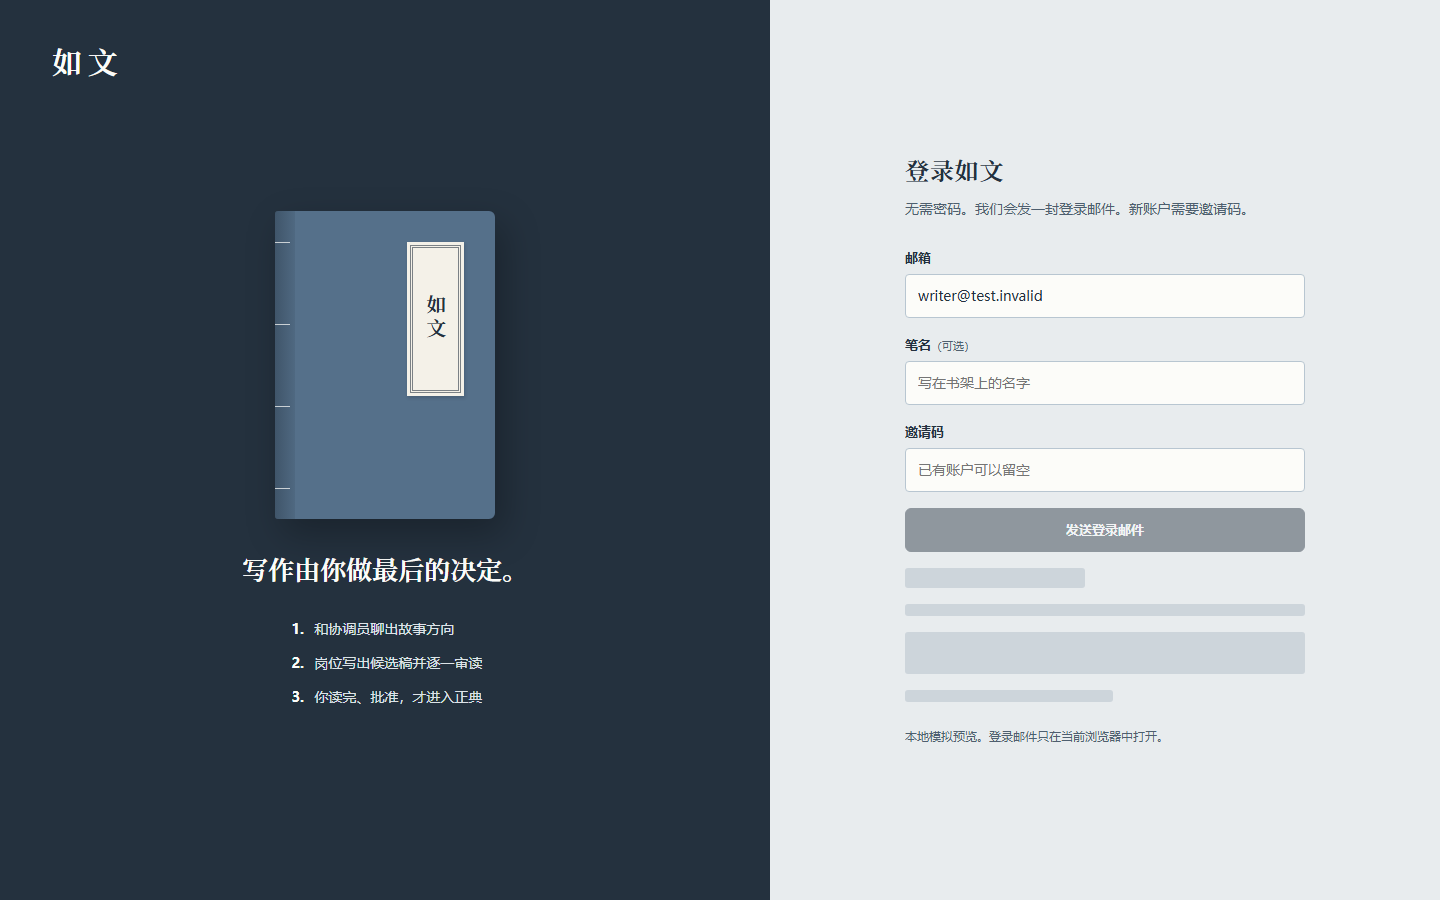 如文
如
文
写作由你做最后的决定。
1. 和协调员聊出故事方向
2. 岗位写出候选稿并逐一审读
3. 你读完、批准，才进入正典
登录如文
无需密码。我们会发一封登录邮件。新账户需要邀请码。
邮箱
writer@test.invalid
笔名（可选）
写在书架上的名字
邀请码
已有账户可以留空
发送登录邮件
本地模拟预览。登录邮件只在当前浏览器中打开。